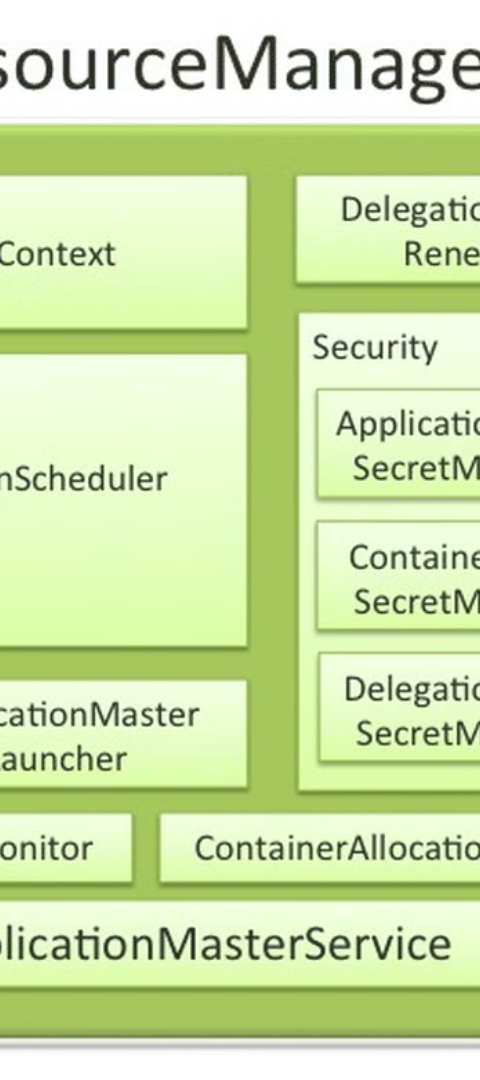 sourceManage
Context
Delegatio
Rene
nScheduler
Security
Applicatio
SecretM
Containe
SecretM
Delegatio
SecretM
cationMaster
auncher
onitor
ContainerAllocatio
plicationMasterService